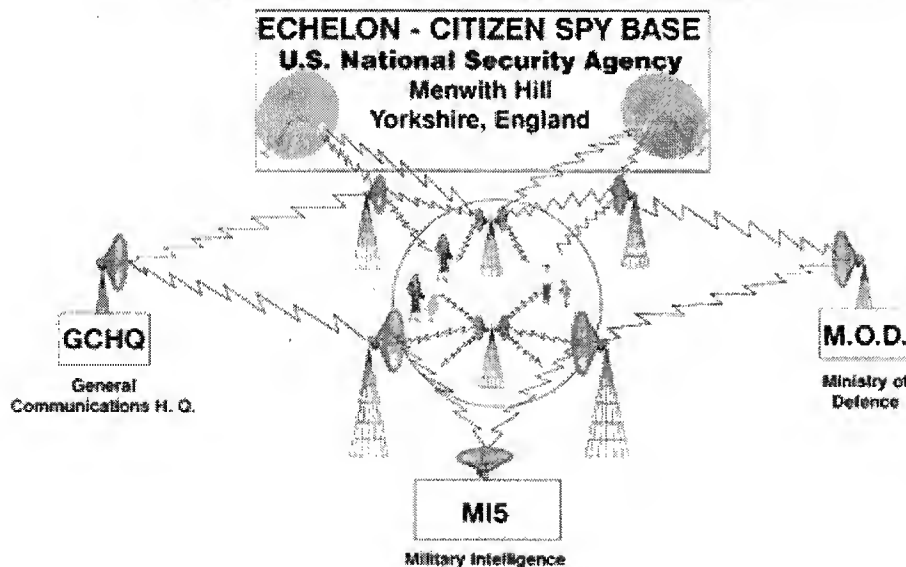 ECHELON - CITIZEN SPY BASE
U.S. National Security Agency
Menwith Hill
Yorkshire, England
GCHQ
General
Communications H. Q.
M.O.D.
Ministry of
Defence
MI5
Military Intelligence